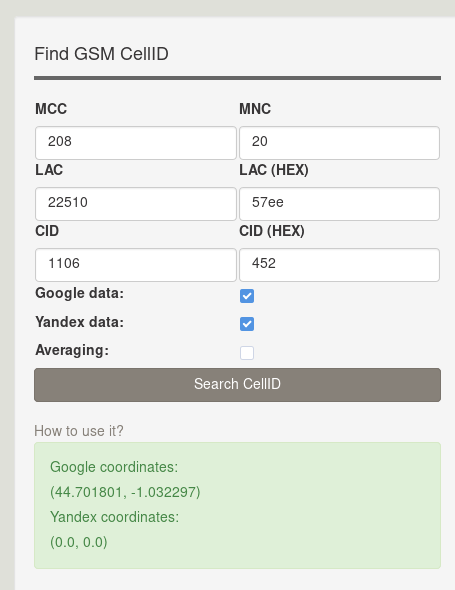 Find GSM CellID
MCC MNC
208 20
LAC LAC (HEX)
22510 57ee
CID CID (HEX)
1106 452
Google data:
Yandex data:
Averaging:
Search CellID
How to use it?
Google coordinates:
(44.701801, -1.032297)
Yandex coordinates:
(0.0, 0.0)